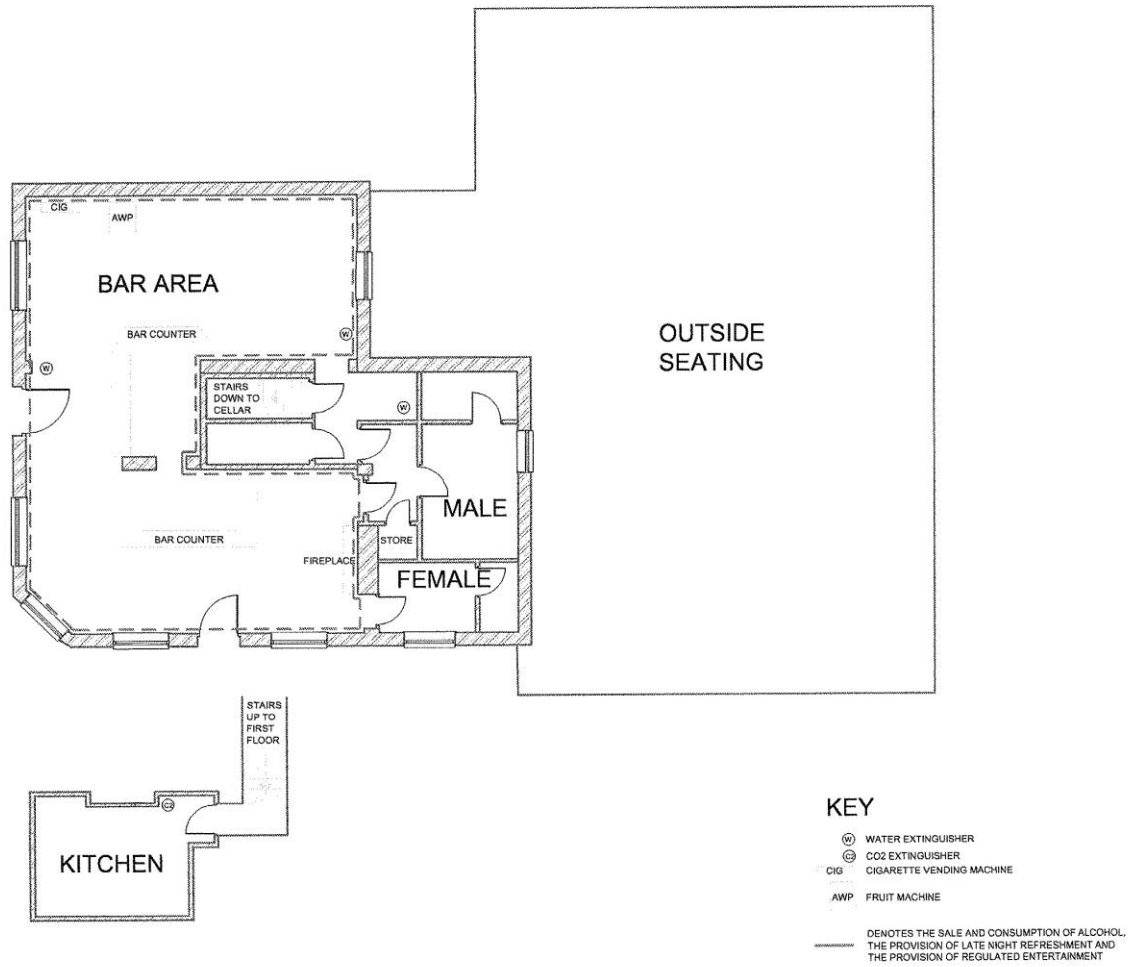 CIG
AWP
BAR AREA
BAR COUNTER
W
W
OUTSIDE
SEATING
STAIRS
DOWN TO
CELLAR
W
MALE
BAR COUNTER
STORE
FIREPLACE
FEMALE
STAIRS
UP TO
FIRST
FLOOR
C2
KITCHEN
KEY
W WATER EXTINGUISHER
C2 CO2 EXTINGUISHER
CIG CIGARETTE VENDING MACHINE
AWP FRUIT MACHINE
DENOTES THE SALE AND CONSUMPTION OF ALCOHOL,
THE PROVISION OF LATE NIGHT REFRESHMENT AND
THE PROVISION OF REGULATED ENTERTAINMENT